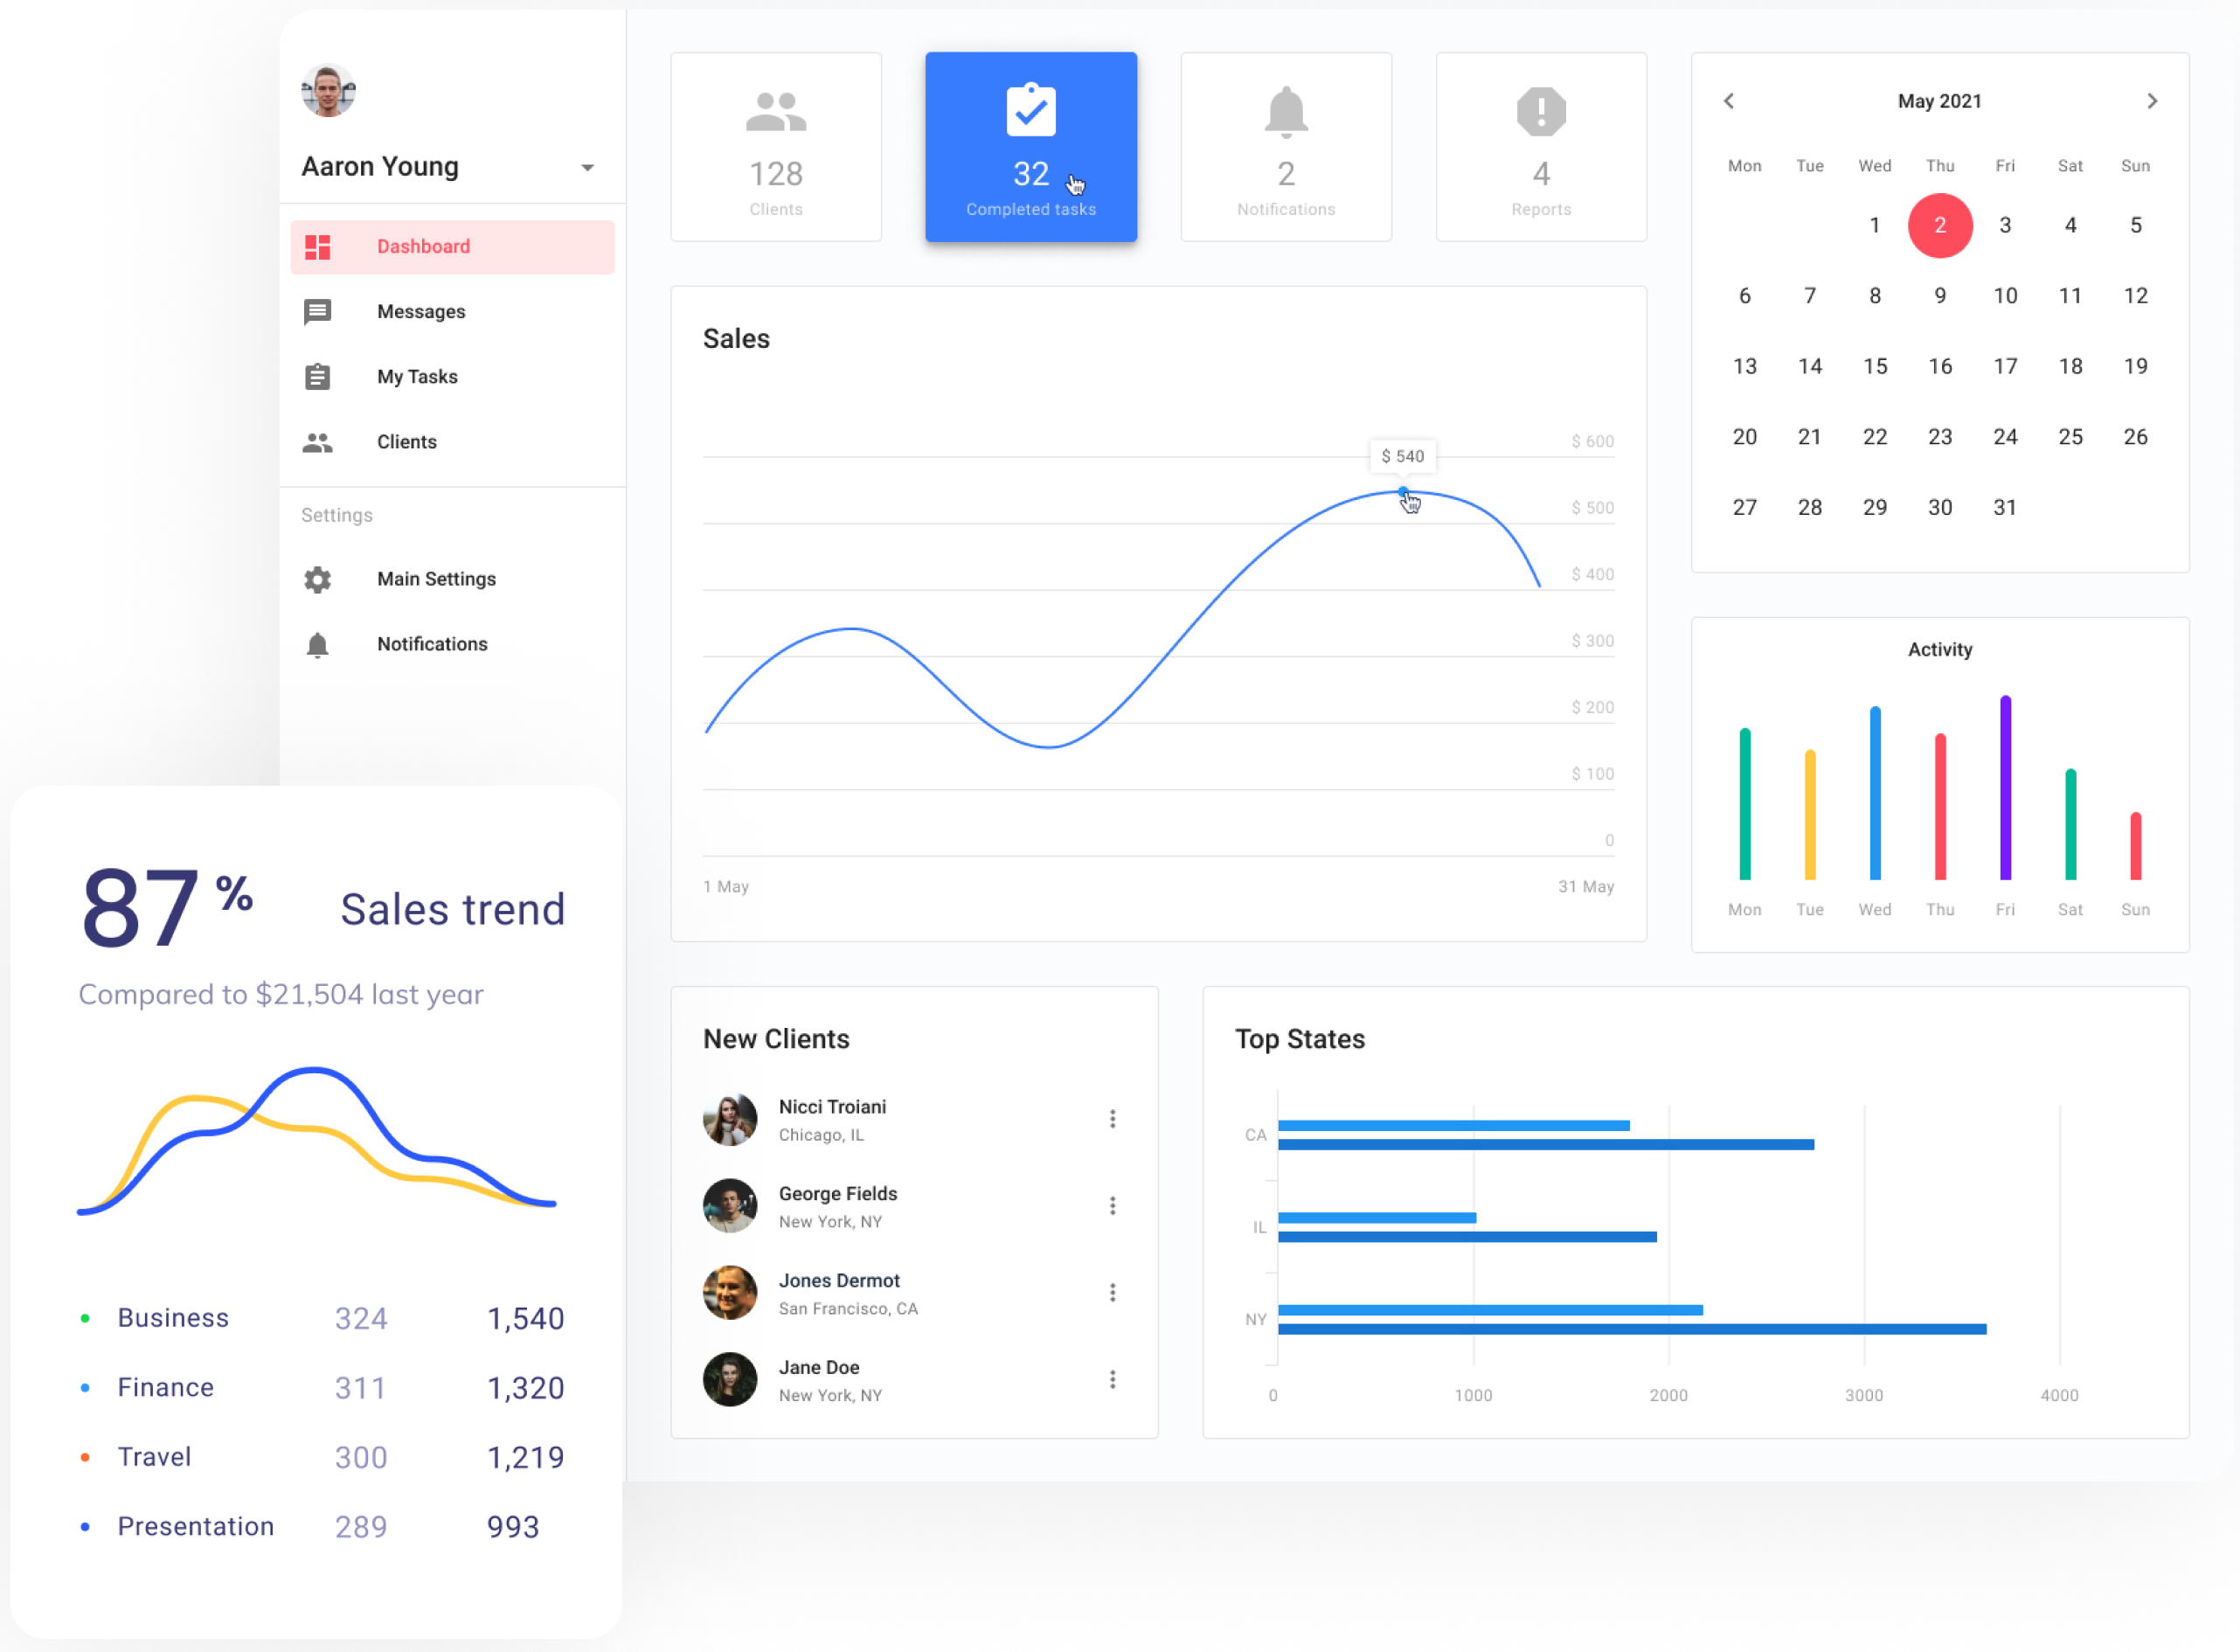 Aaron Young
Dashboard
Messages
My Tasks
Clients
Settings
Main Settings
Notifications
128
Clients
32
Completed tasks
2
Notifications
4
Reports
May 2021
Mon Tue Wed Thu Fri Sat Sun
1 2 3 4 5
6 7 8 9 10 11 12
13 14 15 16 17 18 19
20 21 22 23 24 25 26
27 28 29 30 31
Sales
$ 600
$ 540
$ 500
$ 400
$ 300
$ 200
$ 100
0
1 May 31 May
Activity
Mon Tue Wed Thu Fri Sat Sun
87 % Sales trend
Compared to $21,504 last year
Business 324 1,540
Finance 311 1,320
Travel 300 1,219
Presentation 289 993
New Clients
Nicci Troiani
Chicago, IL
George Fields
New York, NY
Jones Dermot
San Francisco, CA
Jane Doe
New York, NY
Top States
CA
IL
NY
0 1000 2000 3000 4000